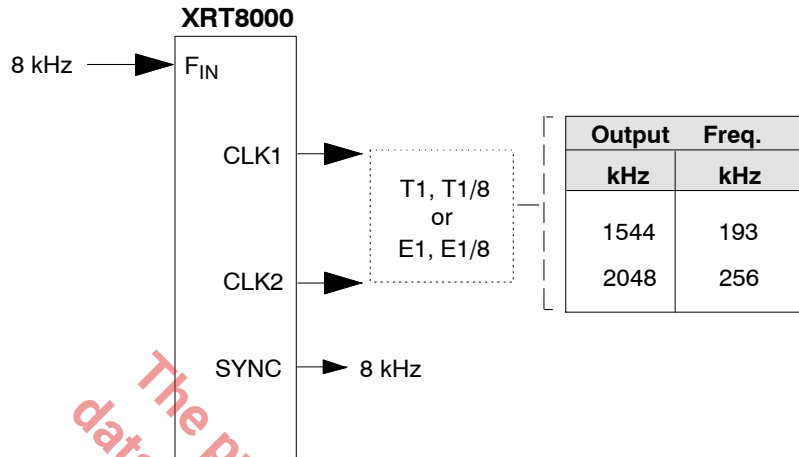 XRT8000
8 kHz
FIN
CLK1
T1, T1/8
or
E1, E1/8
CLK2
SYNC
8 kHz
Output Freq.
kHz kHz
1544 193
2048 256
The